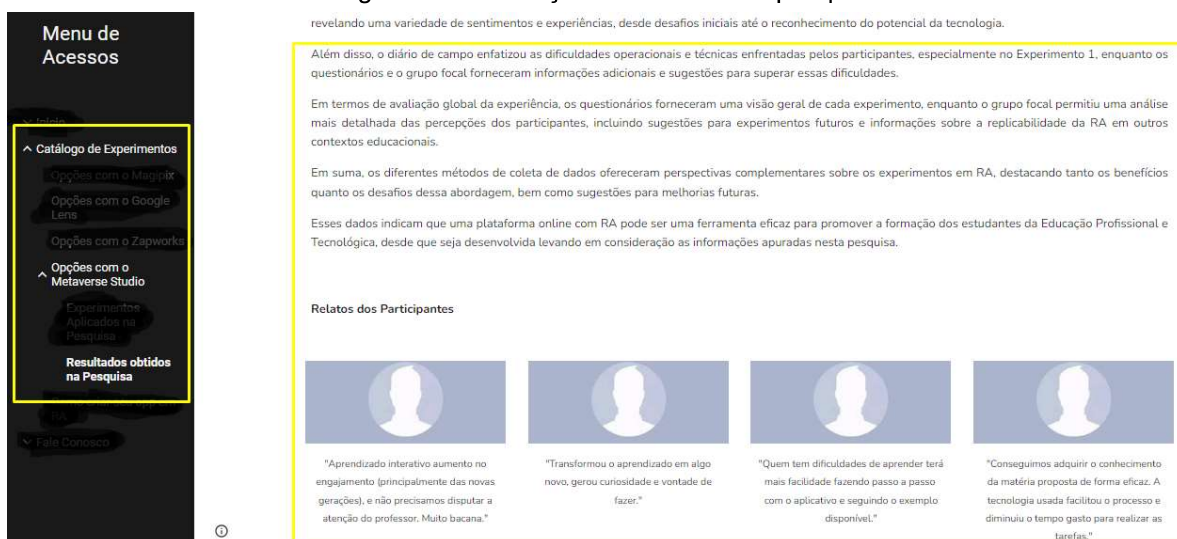 Menu de
Acessos
Início
Catálogo de Experimentos
Opções com o Magipix
Opções com o Google
Lens
Opções com o Zapworks
Opções com o
Metaverse Studio
Experimentos
Aplicados na
Pesquisa
Resultados obtidos
na Pesquisa
RA
Fale Conosco
revelando uma variedade de sentimentos e experiências, desde desafios iniciais até o reconhecimento do potencial da tecnologia.
Além disso, o diário de campo enfatizou as dificuldades operacionais e técnicas enfrentadas pelos participantes, especialmente no Experimento 1, enquanto os
questionários e o grupo focal forneceram informações adicionais e sugestões para superar essas dificuldades.
Em termos de avaliação global da experiência, os questionários forneceram uma visão geral de cada experimento, enquanto o grupo focal permitiu uma análise
mais detalhada das percepções dos participantes, incluindo sugestões para experimentos futuros e informações sobre a replicabilidade da RA em outros
contextos educacionais.
Em suma, os diferentes métodos de coleta de dados ofereceram perspectivas complementares sobre os experimentos em RA, destacando tanto os benefícios
quanto os desafios dessa abordagem, bem como sugestões para melhorias futuras.
Esses dados indicam que uma plataforma online com RA pode ser uma ferramenta eficaz para promover a formação dos estudantes da Educação Profissional e
Tecnológica, desde que seja desenvolvida levando em consideração as informações apuradas nesta pesquisa.
Relatos dos Participantes
"Aprendizado interativo aumento no
engajamento (principalmente das novas
gerações), e não precisamos disputar a
atenção do professor. Muito bacana."
"Transformou o aprendizado em algo
novo, gerou curiosidade e vontade de
fazer."
"Quem tem dificuldades de aprender terá
mais facilidade fazendo passo a passo
com o aplicativo e seguindo o exemplo
disponível."
"Conseguimos adquirir o conhecimento
da matéria proposta de forma eficaz. A
tecnologia usada facilitou o processo e
diminuiu o tempo gasto para realizar as
tarefas."